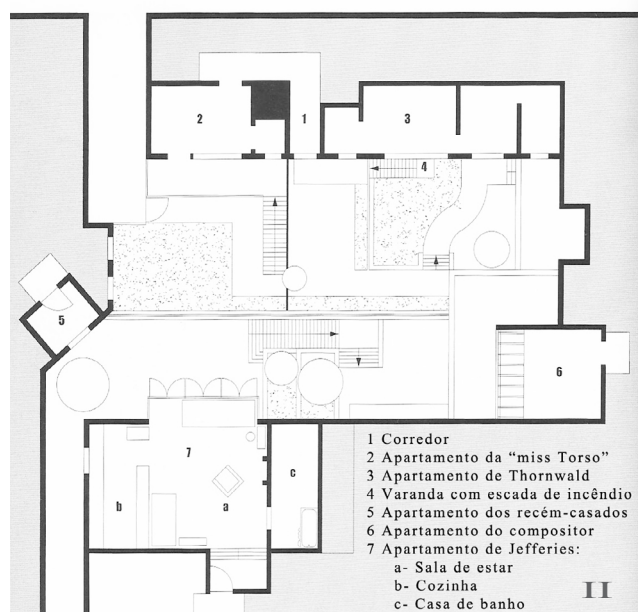 2
1
3
4
5
6
7
b
a
c
1 Corredor
2 Apartamento da “miss Torso”
3 Apartamento de Thornwald
4 Varanda com escada de incêndio
5 Apartamento dos recém-casados
6 Apartamento do compositor
7 Apartamento de Jefferies:
a- Sala de estar
b- Cozinha
c- Casa de banho
II